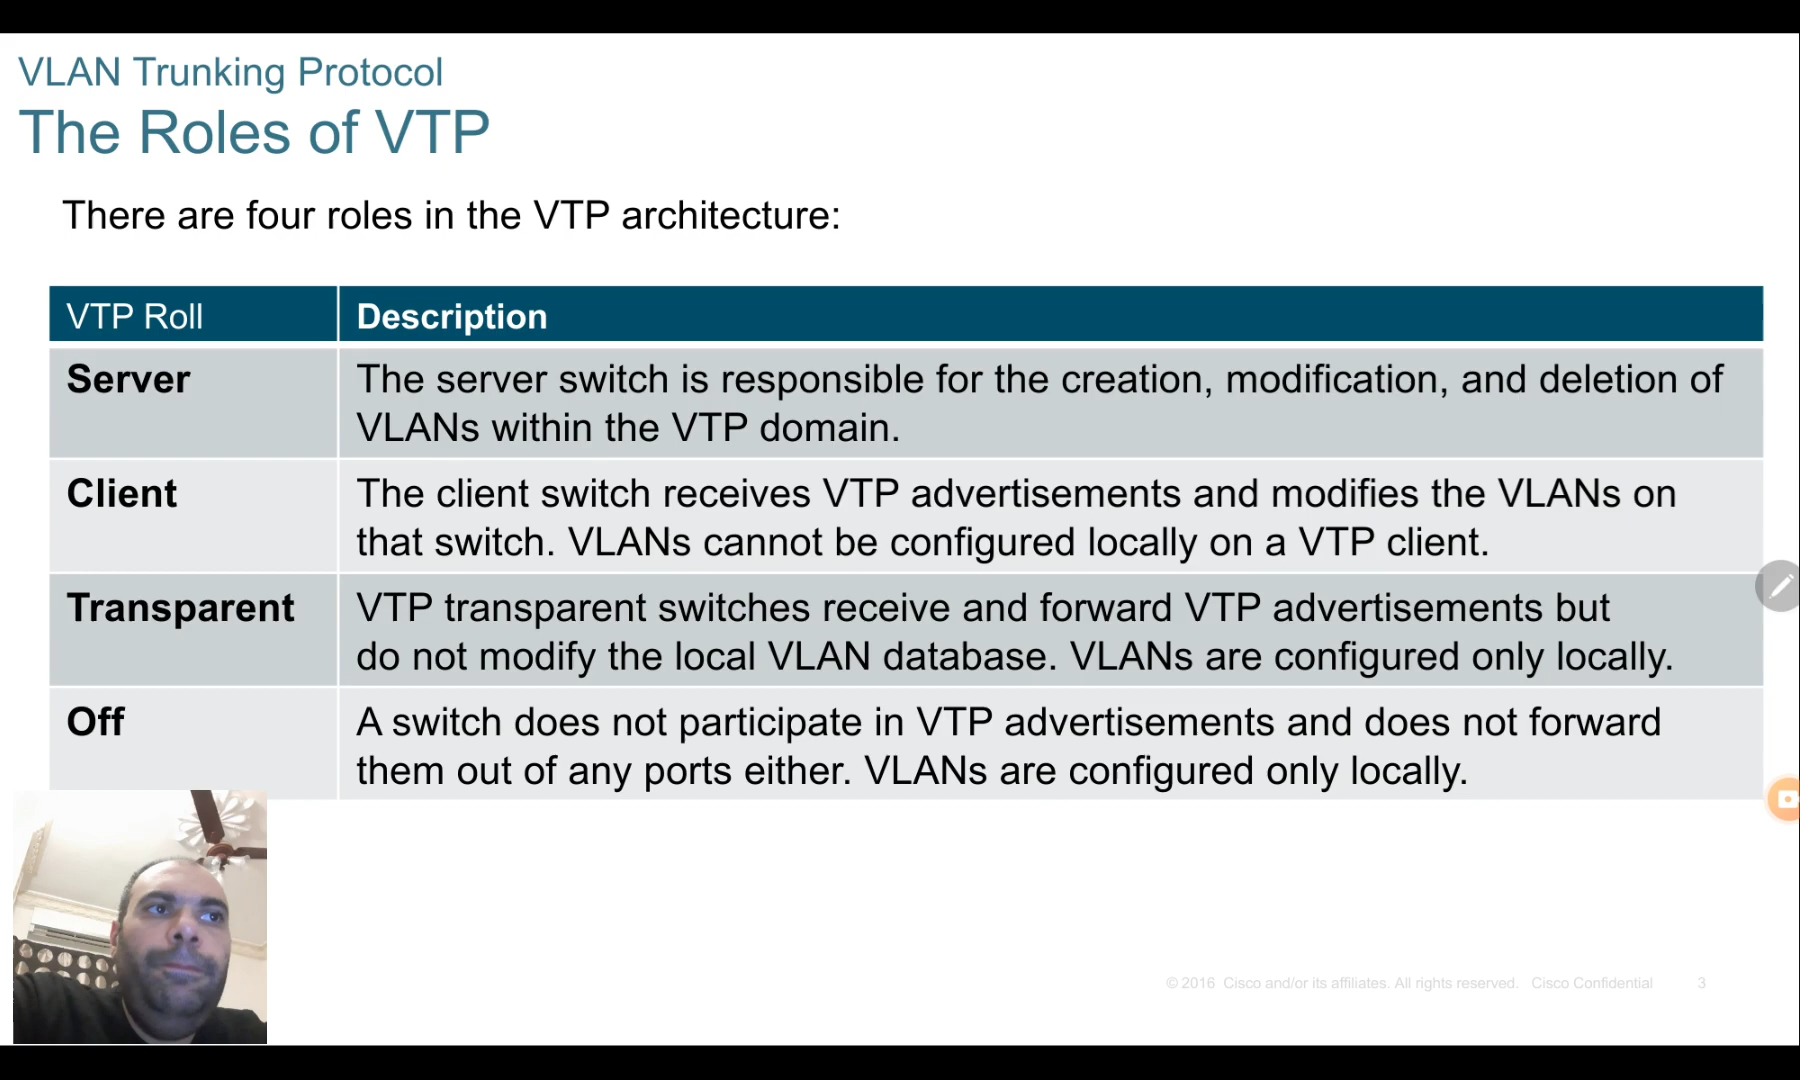 VLAN Trunking Protocol
The Roles of VTP
There are four roles in the VTP architecture:
VTP Roll
Description
Server
The server switch is responsible for the creation, modification, and deletion of
VLANs within the VTP domain.
Client
The client switch receives VTP advertisements and modifies the VLANs on
that switch. VLANs cannot be configured locally on a VTP client.
Transparent
VTP transparent switches receive and forward VTP advertisements but
do not modify the local VLAN database. VLANs are configured only locally.
Off
A switch does not participate in VTP advertisements and does not forward
them out of any ports either. VLANs are configured only locally.
© 2016 Cisco and/or its affiliates. All rights reserved. Cisco Confidential 3